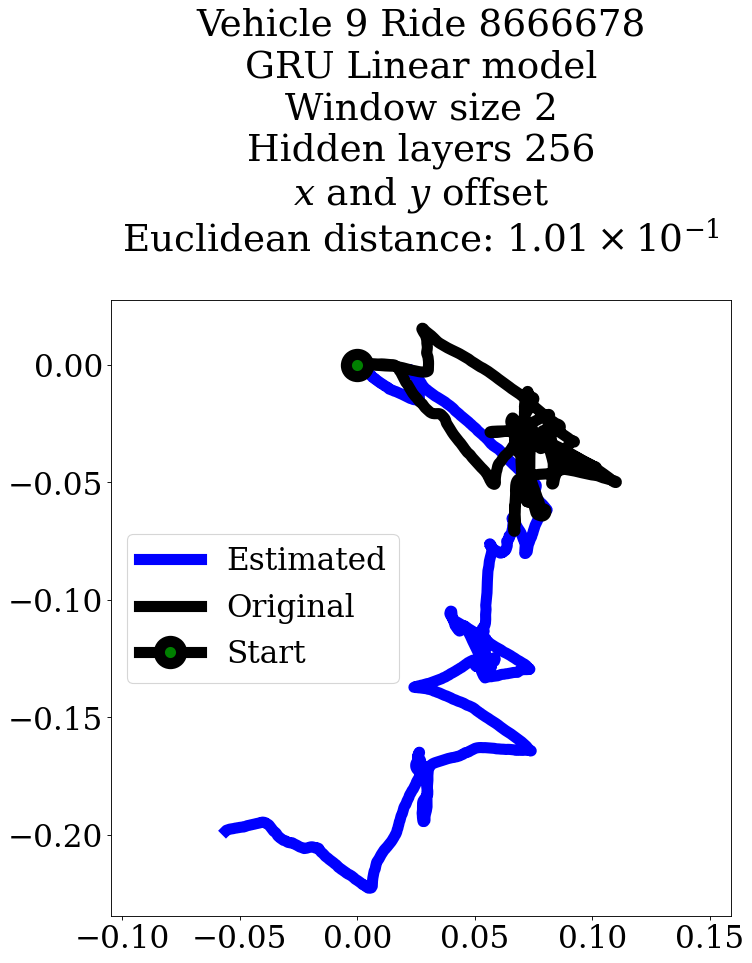 Vehicle 9 Ride 8666678
GRU Linear model
Window size 2
Hidden layers 256
x and y offset
Euclidean distance: 1.01 × 10⁻¹
0.00
−0.05
−0.10
−0.15
−0.20
Estimated
Original
Start
−0.10 −0.05 0.00 0.05 0.10 0.15